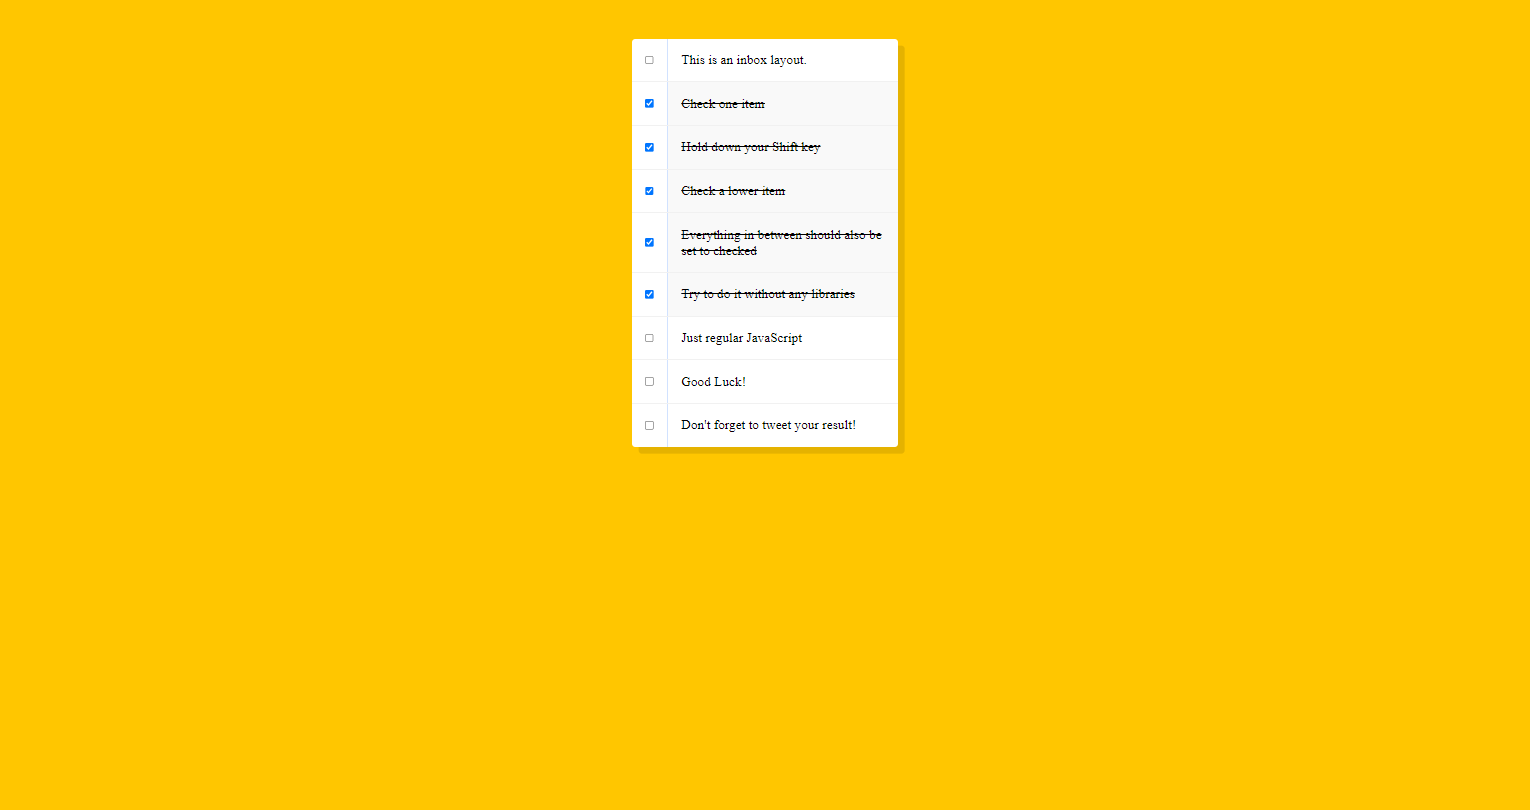 This is an inbox layout.
Check one item
Hold down your Shift key
Check a lower item
Everything in between should also be
set to checked
Try to do it without any libraries
Just regular JavaScript
Good Luck!
Don't forget to tweet your result!